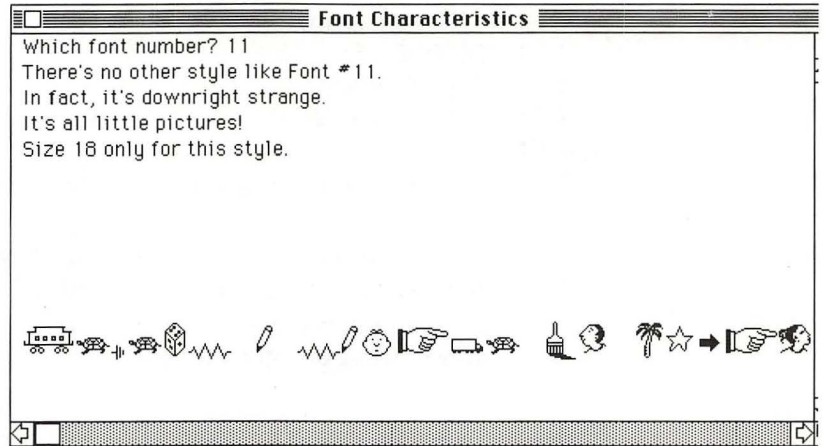 Font Characteristics
Which font number? 11
There's no other style like Font #11.
In fact, it's downright strange.
It's all little pictures!
Size 18 only for this style.